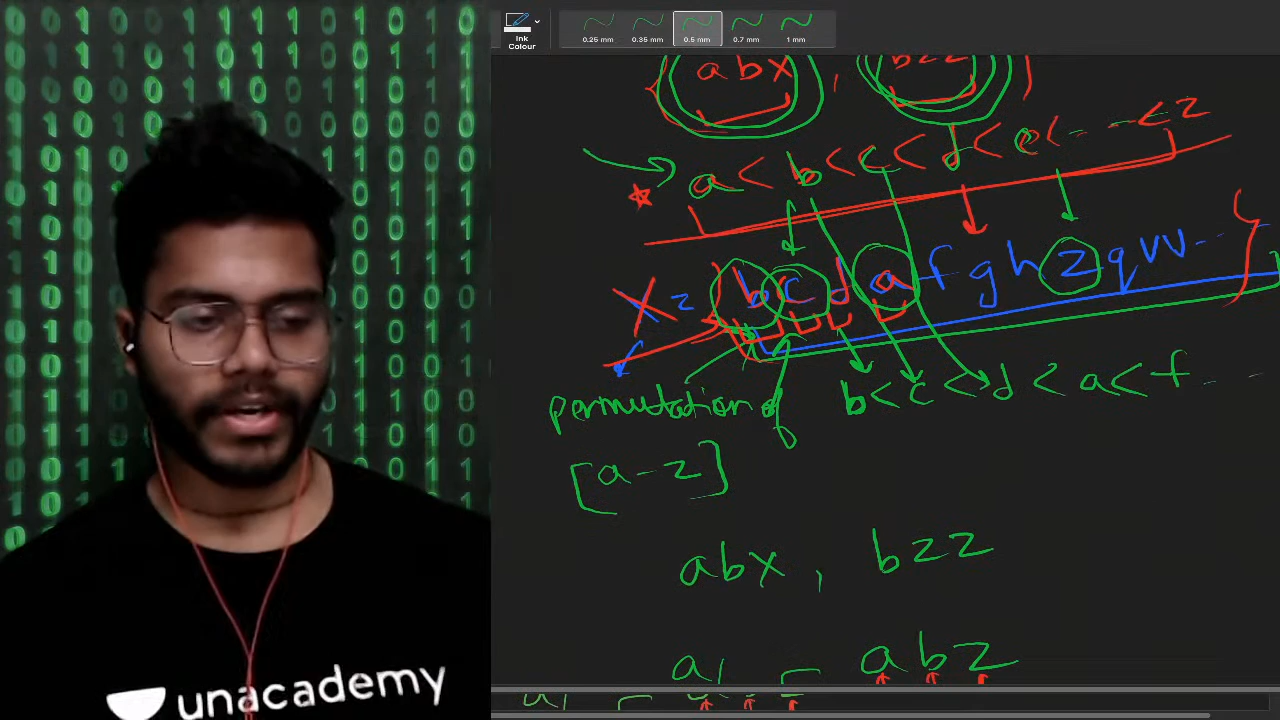 Ink Colour
0.25 mm 0.35 mm 0.5 mm 0.7 mm 1 mm
abx , bzz
a < b < c < d < e < - - < z
X = { b c d a f g h z q v v - - }
permutation of b < c < d < a < f - - -
[a-z]
abx , bzz
a b z
unacademy